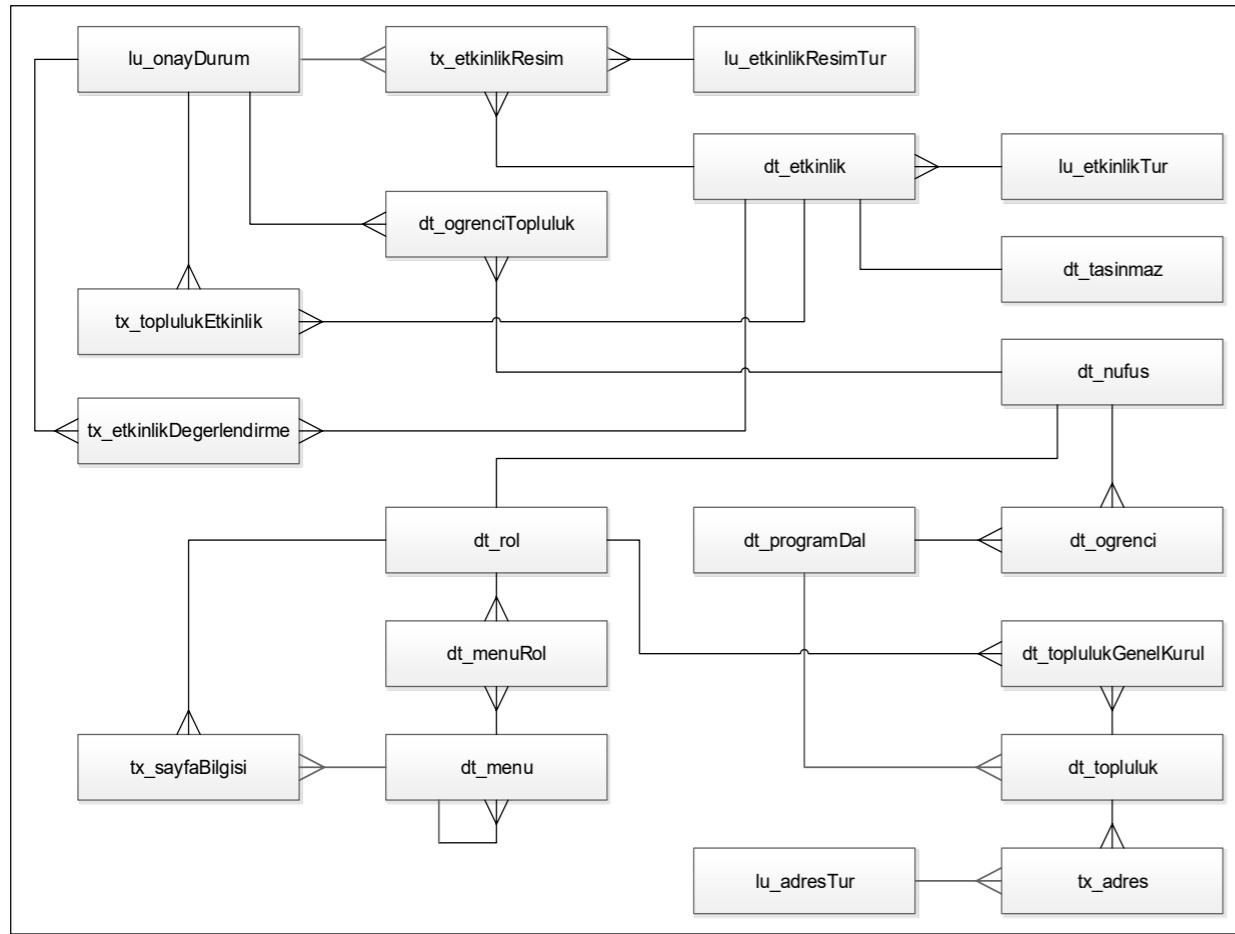 lu_onayDurum
tx_etkinlikResim
lu_etkinlikResimTur
dt_etkinlik
lu_etkinlikTur
dt_ogrenciTopluluk
dt_tasinmaz
tx_toplulukEtkinlik
dt_nufus
tx_etkinlikDegerlendirme
dt_rol
dt_programDal
dt_ogrenci
dt_menuRol
dt_toplulukGenelKurul
tx_sayfaBilgisi
dt_menu
dt_topluluk
lu_adresTur
tx_adres